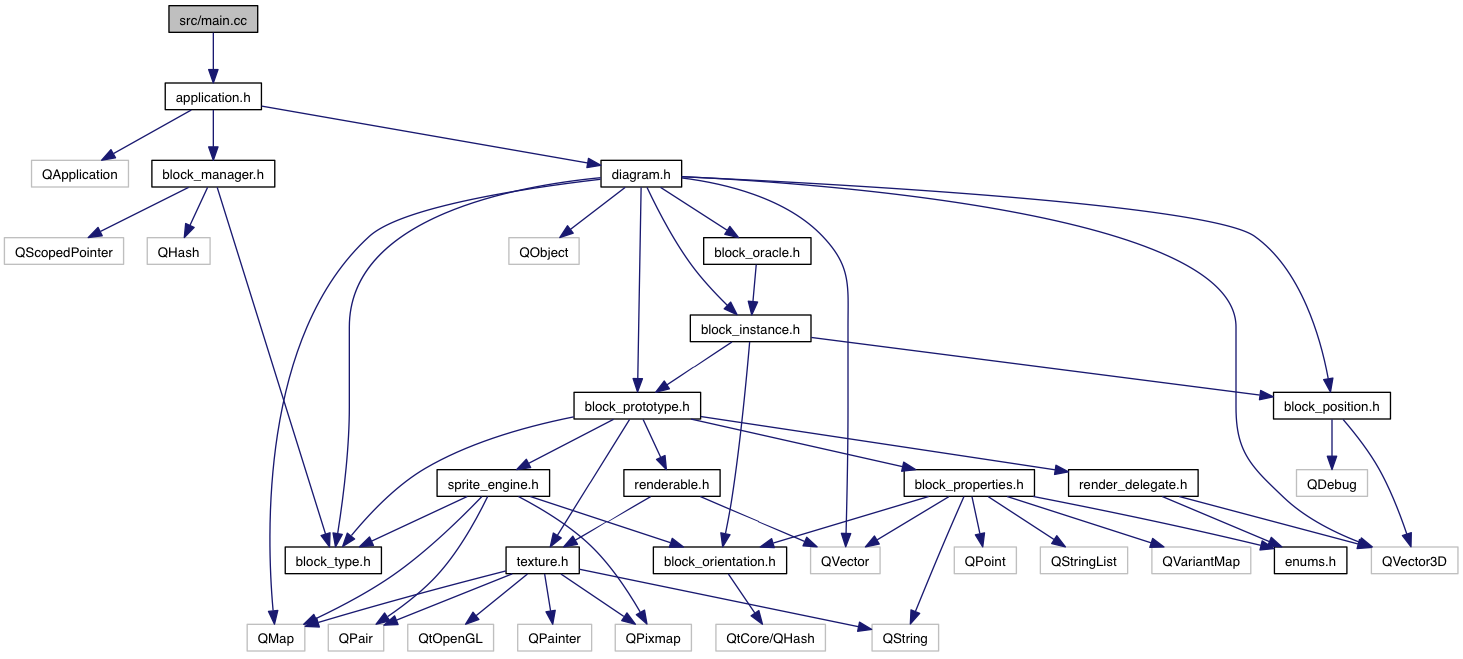 src/main.cc
application.h
QApplication
block_manager.h
diagram.h
QScopedPointer
QHash
QObject
block_oracle.h
block_instance.h
block_prototype.h
block_position.h
sprite_engine.h
renderable.h
block_properties.h
render_delegate.h
QDebug
block_type.h
texture.h
block_orientation.h
QVector
QPoint
QStringList
QVariantMap
enums.h
QVector3D
QMap
QPair
QtOpenGL
QPainter
QPixmap
QtCore/QHash
QString